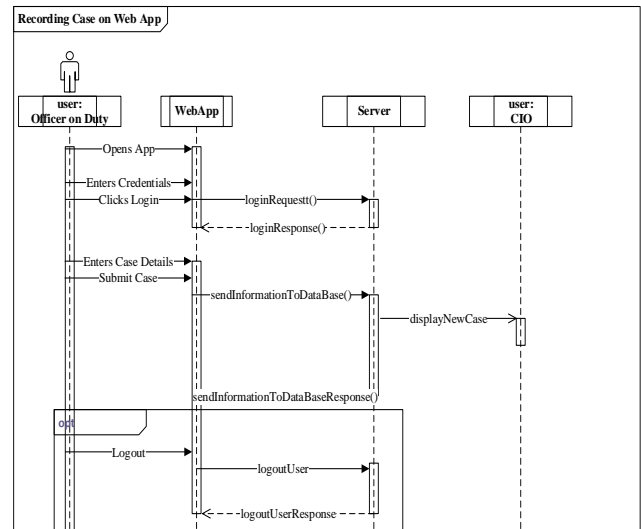 Recording Case on Web App
user:
Officer on Duty
WebApp
Server
user:
CIO
Opens App
Enters Credentials
Clicks Login
loginRequestt()
loginResponse()
Enters Case Details
Submit Case
sendInformationToDataBase()
displayNewCase
sendInformationToDataBaseResponse()
opt
Logout
logoutUser
logoutUserResponse